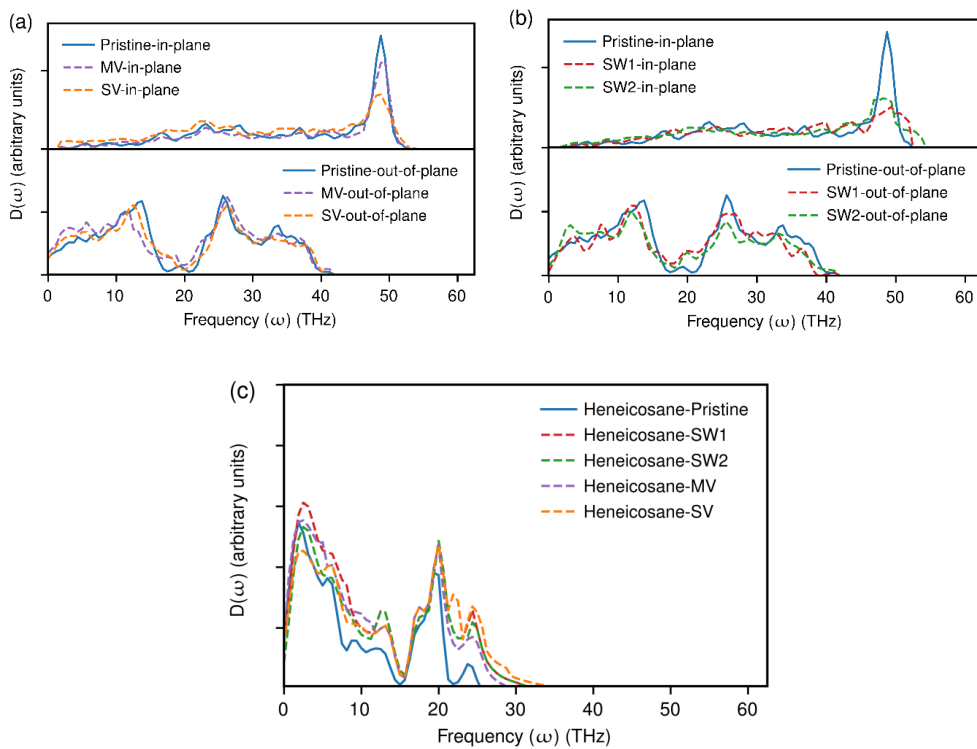 (a)
Pristine-in-plane
MV-in-plane
SV-in-plane
Pristine-out-of-plane
MV-out-of-plane
SV-out-of-plane
D(ω) (arbitrary units)
0 10 20 30 40 50 60
Frequency (ω) (THz)
(b)
Pristine-in-plane
SW1-in-plane
SW2-in-plane
Pristine-out-of-plane
SW1-out-of-plane
SW2-out-of-plane
D(ω) (arbitrary units)
0 10 20 30 40 50 60
Frequency (ω) (THz)
(c)
Heneicosane-Pristine
Heneicosane-SW1
Heneicosane-SW2
Heneicosane-MV
Heneicosane-SV
D(ω) (arbitrary units)
0 10 20 30 40 50 60
Frequency (ω) (THz)